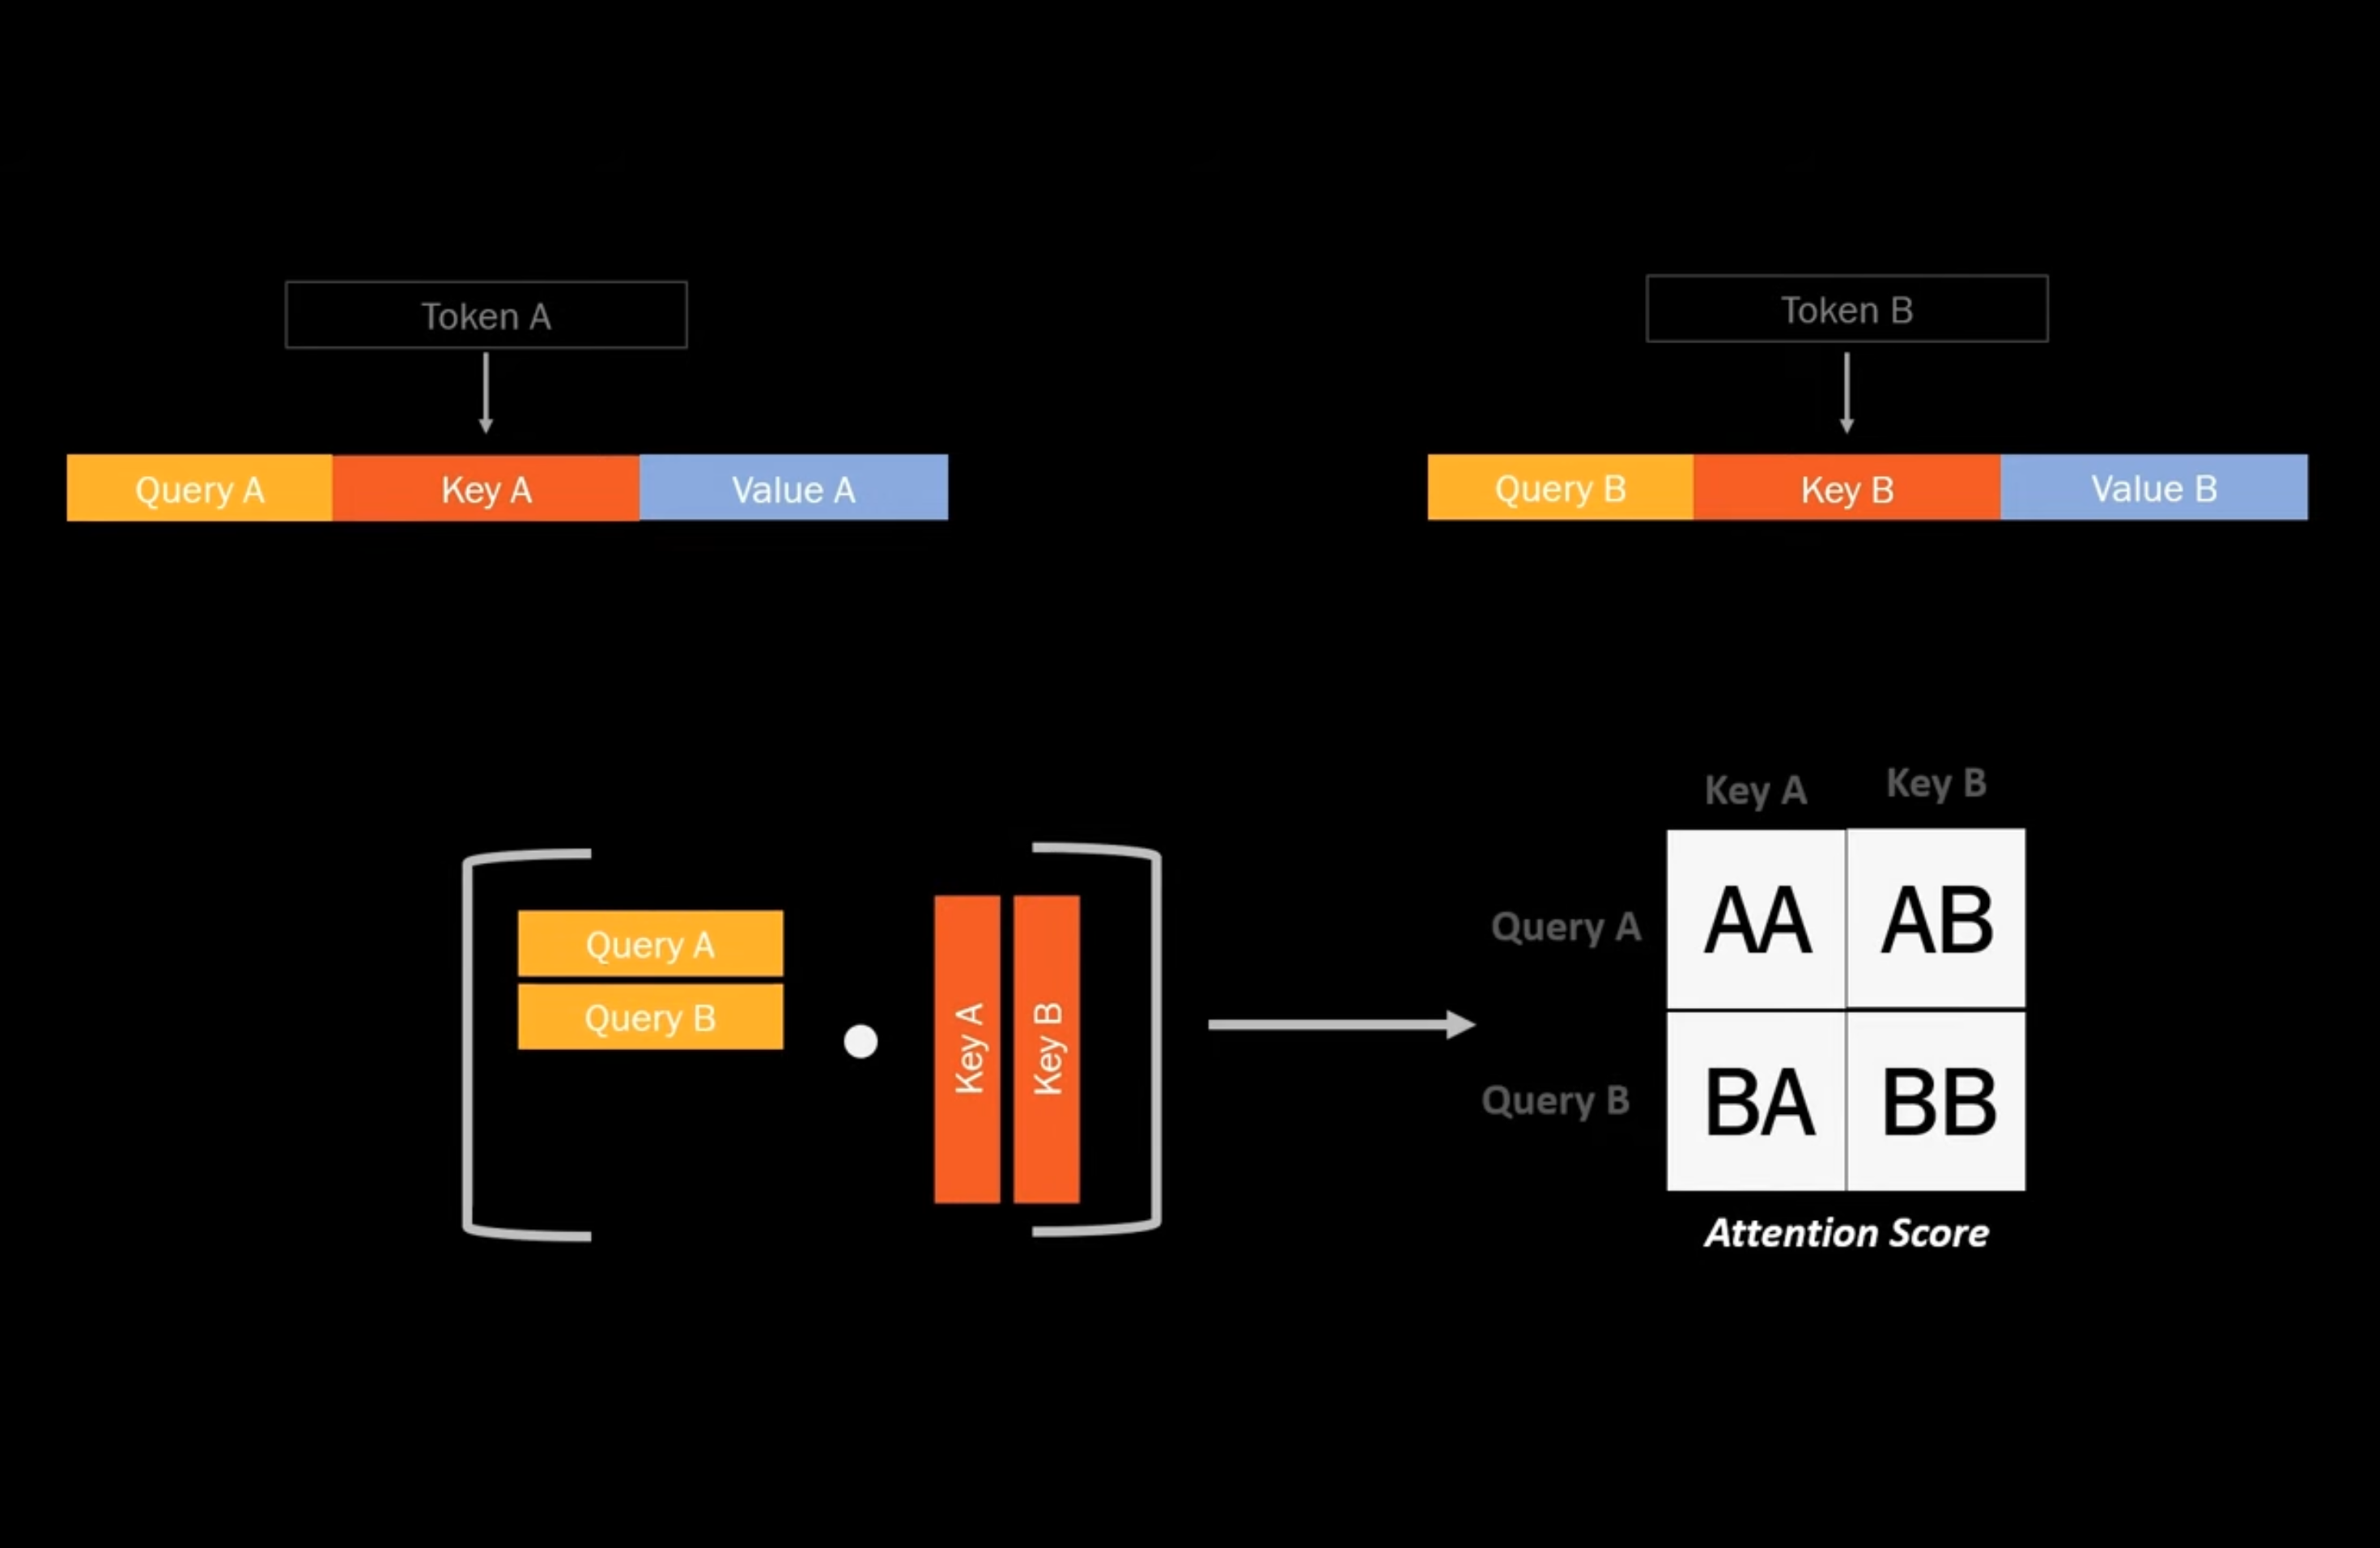 Token A
Token B
Query A Key A Value A
Query B Key B Value B
Key A Key B
Query A
Query B
Key A
Key B
Query A AA AB
Query B BA BB
Attention Score